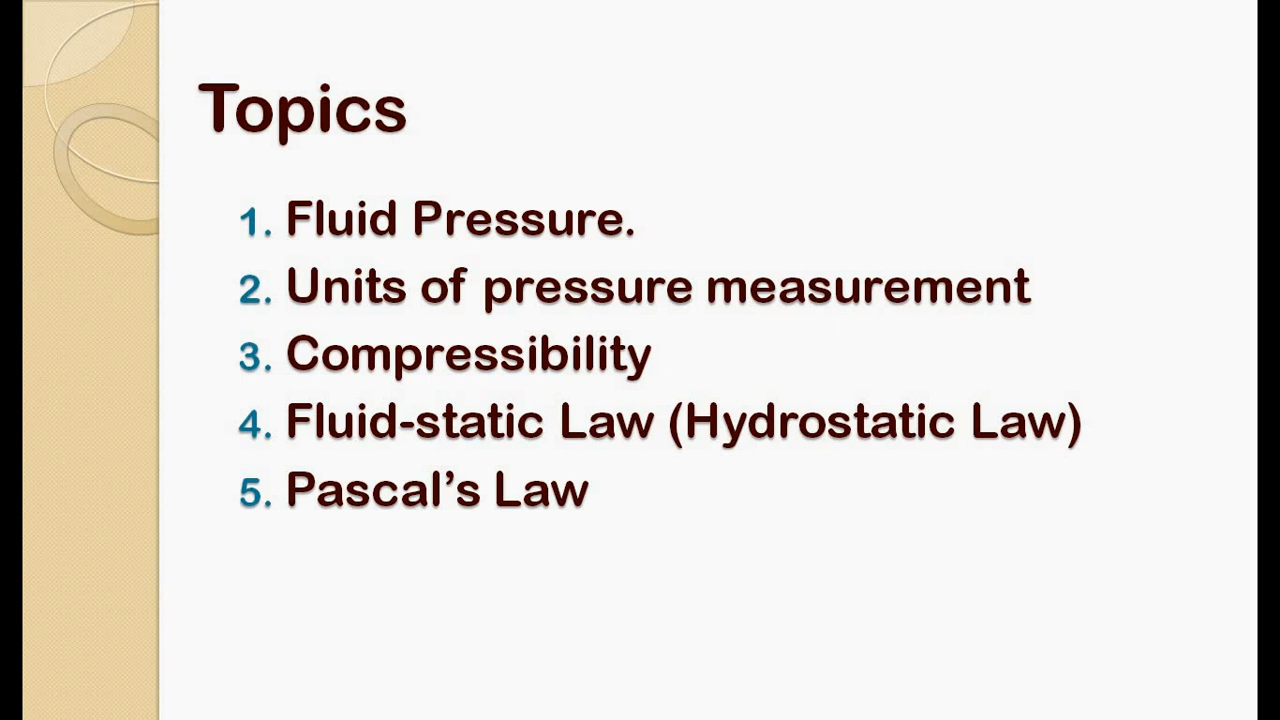 Topics
1. Fluid Pressure.
2. Units of pressure measurement
3. Compressibility
4. Fluid-static Law (Hydrostatic Law)
5. Pascal’s Law